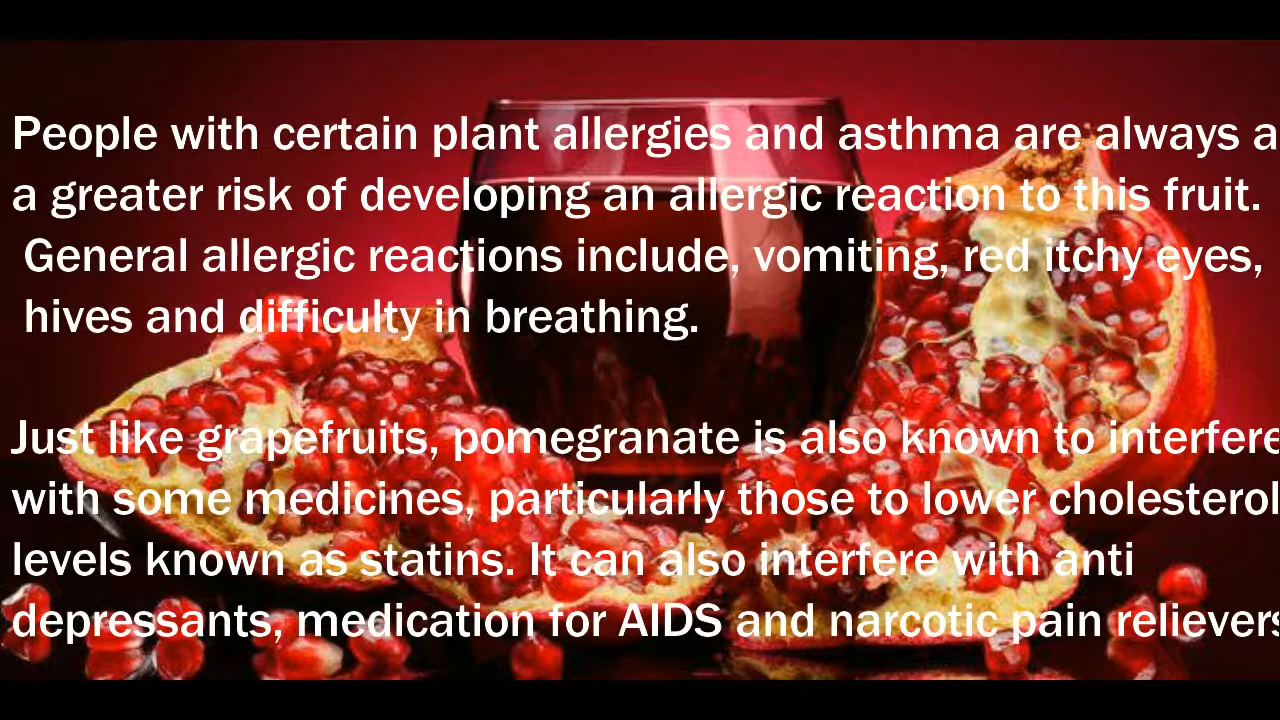 People with certain plant allergies and asthma are always a
a greater risk of developing an allergic reaction to this fruit.
General allergic reactions include, vomiting, red itchy eyes,
hives and difficulty in breathing.
Just like grapefruits, pomegranate is also known to interfere
with some medicines, particularly those to lower cholesterol
levels known as statins. It can also interfere with anti
depressants, medication for AIDS and narcotic pain relievers